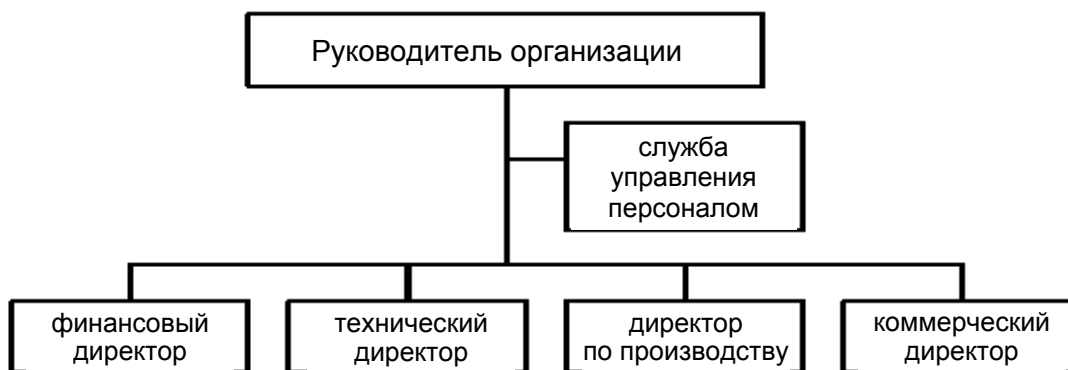 Руководитель организации
служба
управления
персоналом
финансовый
директор
технический
директор
директор
по производству
коммерческий
директор